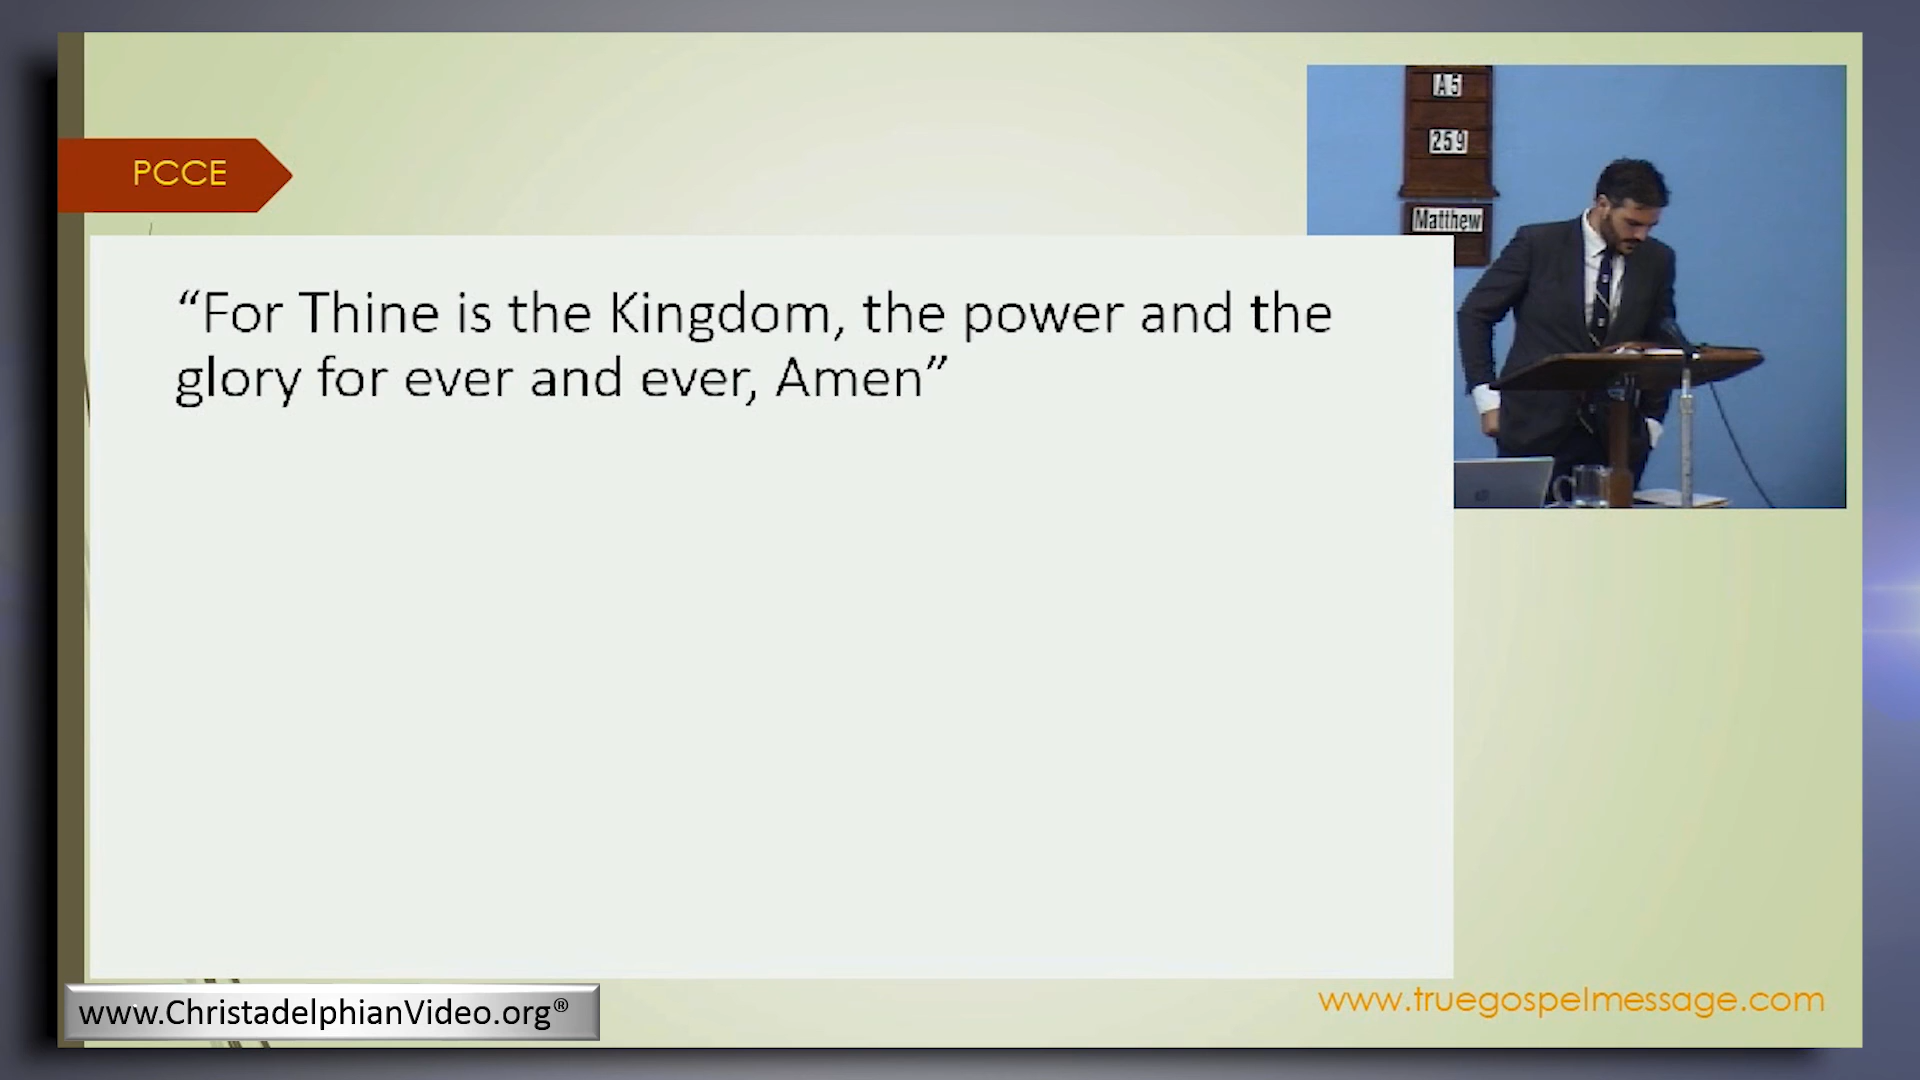 PCCE
A5
259
Matthew
“For Thine is the Kingdom, the power and the
glory for ever and ever, Amen”
www.ChristadelphianVideo.org®
www.truegospelmessage.com